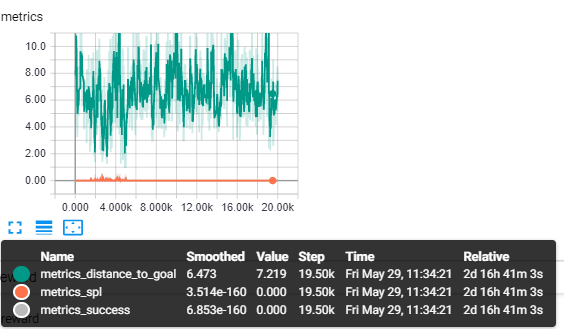 metrics
10.0
8.00
6.00
4.00
2.00
0.00
0.000 4.000k 8.000k 12.00k 16.00k 20.00k
Name Smoothed Value Step Time Relative
metrics_distance_to_goal 6.473 7.219 19.50k Fri May 29, 11:34:21 2d 16h 41m 3s
metrics_spl 3.514e-160 0.000 19.50k Fri May 29, 11:34:21 2d 16h 41m 3s
metrics_success 6.853e-160 0.000 19.50k Fri May 29, 11:34:21 2d 16h 41m 3s
reward